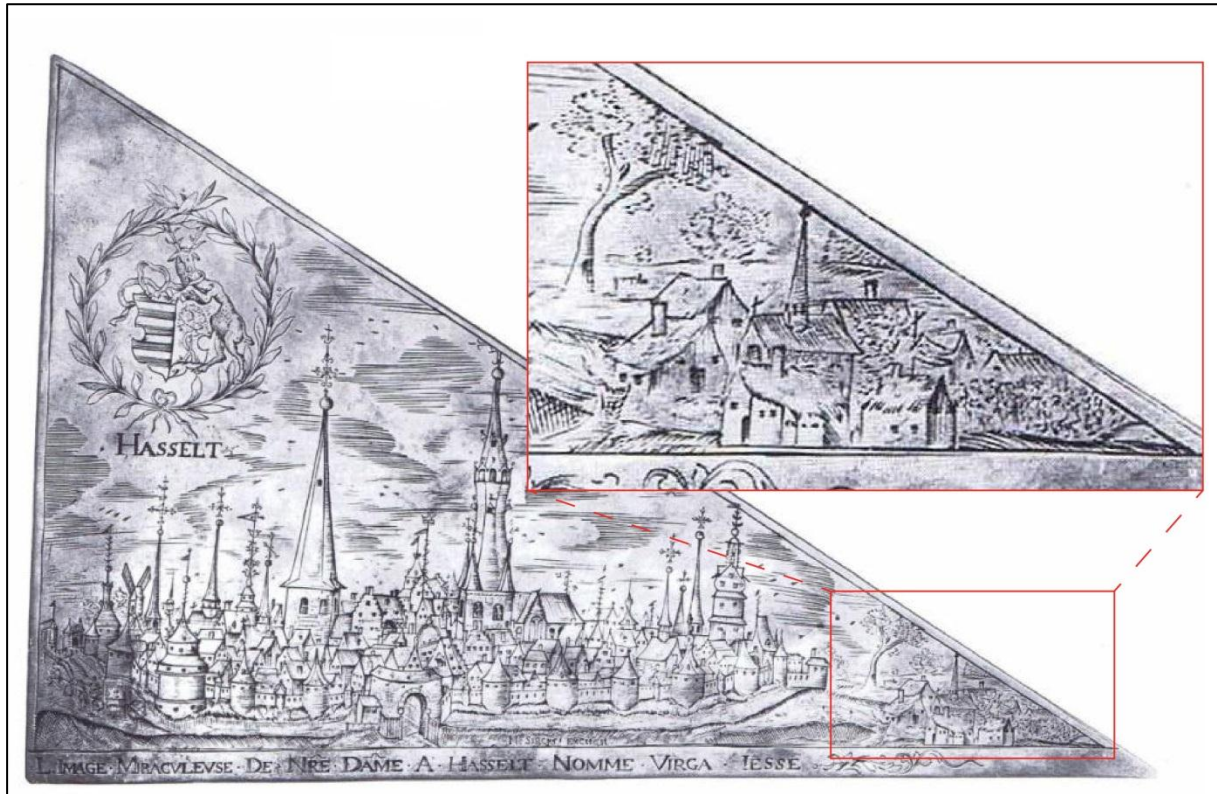 HASSELT
L'IMAGE · MIRACVLEVSE · DE · NRE · DAME · A · HASSELT · NOMME · VIRGA · IESSE